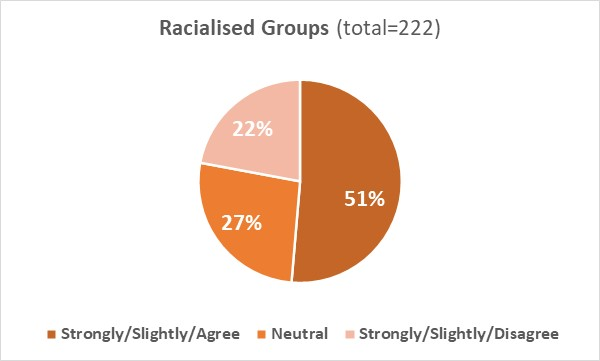 Racialised Groups (total=222)
22%
51%
27%
Strongly/Slightly/Agree Neutral Strongly/Slightly/Disagree